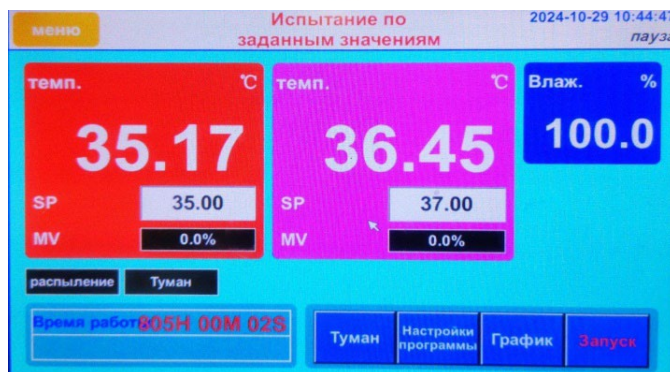 меню
Испытание по
заданным значениям
2024-10-29 10:44:47
пауза
темп. °C
35.17
SP 35.00
MV 0.0%
темп. °C
36.45
SP 37.00
MV 0.0%
Влаж. %
100.0
распыление Туман
Время работы 805H 00M 02S
Туман
Настройки
программы
График
Запуск